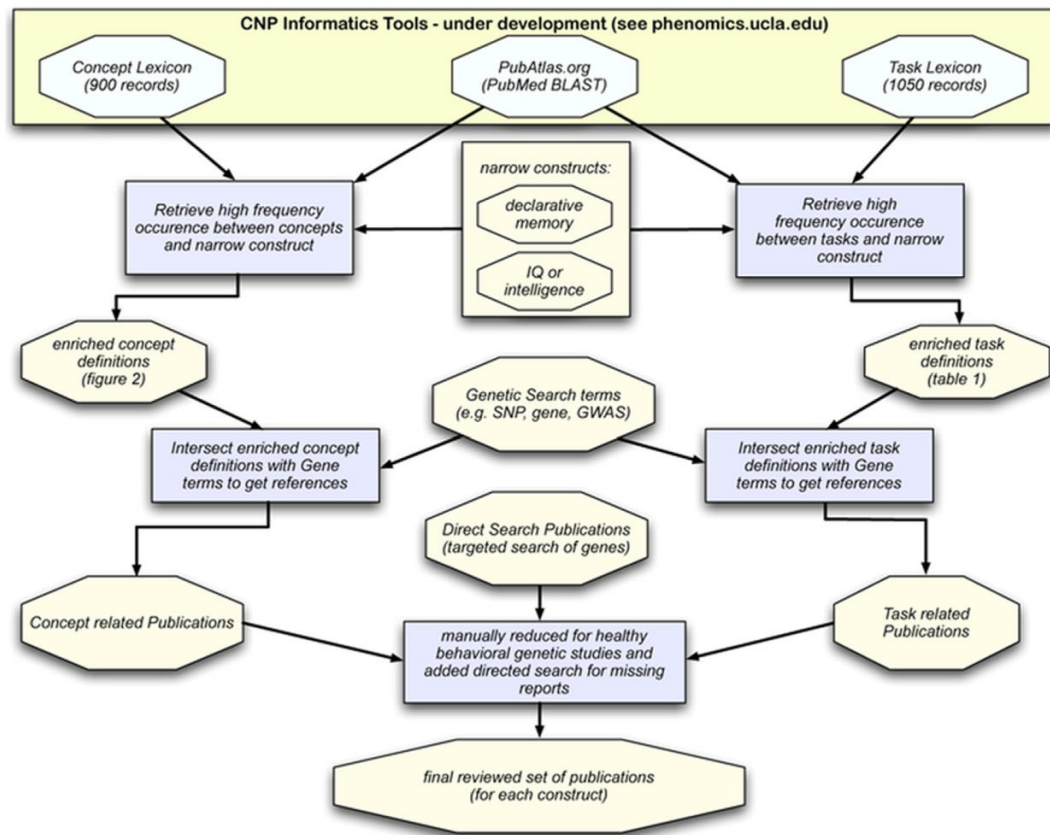 CNP Informatics Tools - under development (see phenomics.ucla.edu)
Concept Lexicon
(900 records)
PubAtlas.org
(PubMed BLAST)
Task Lexicon
(1050 records)
narrow constructs:
declarative
memory
IQ or
intelligence
Retrieve high frequency
occurence between concepts
and narrow construct
Retrieve high
frequency occurence
between tasks and narrow
construct
enriched concept
definitions
(figure 2)
enriched task
definitions
(table 1)
Genetic Search terms
(e.g. SNP, gene, GWAS)
Intersect enriched concept
definitions with Gene
terms to get references
Intersect enriched task
definitions with Gene
terms to get references
Direct Search Publications
(targeted search of genes)
Concept related Publications
Task related
Publications
manually reduced for healthy
behavioral genetic studies and
added directed search for missing
reports
final reviewed set of publications
(for each construct)